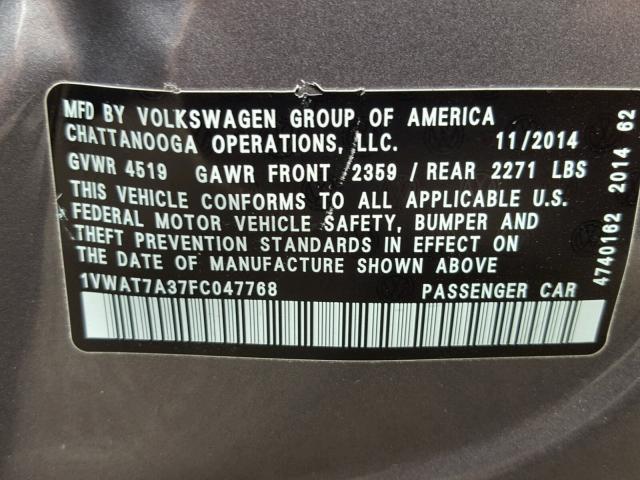 MFD BY VOLKSWAGEN GROUP OF AMERICA
CHATTANOOGA OPERATIONS, LLC. 11/2014
GVWR 4519 GAWR FRONT 2359 / REAR 2271 LBS
THIS VEHICLE CONFORMS TO ALL APPLICABLE U.S.
FEDERAL MOTOR VEHICLE SAFETY, BUMPER AND
THEFT PREVENTION STANDARDS IN EFFECT ON
THE DATE OF MANUFACTURE SHOWN ABOVE
1VWAT7A37FC047768 PASSENGER CAR
4740162 2014 62